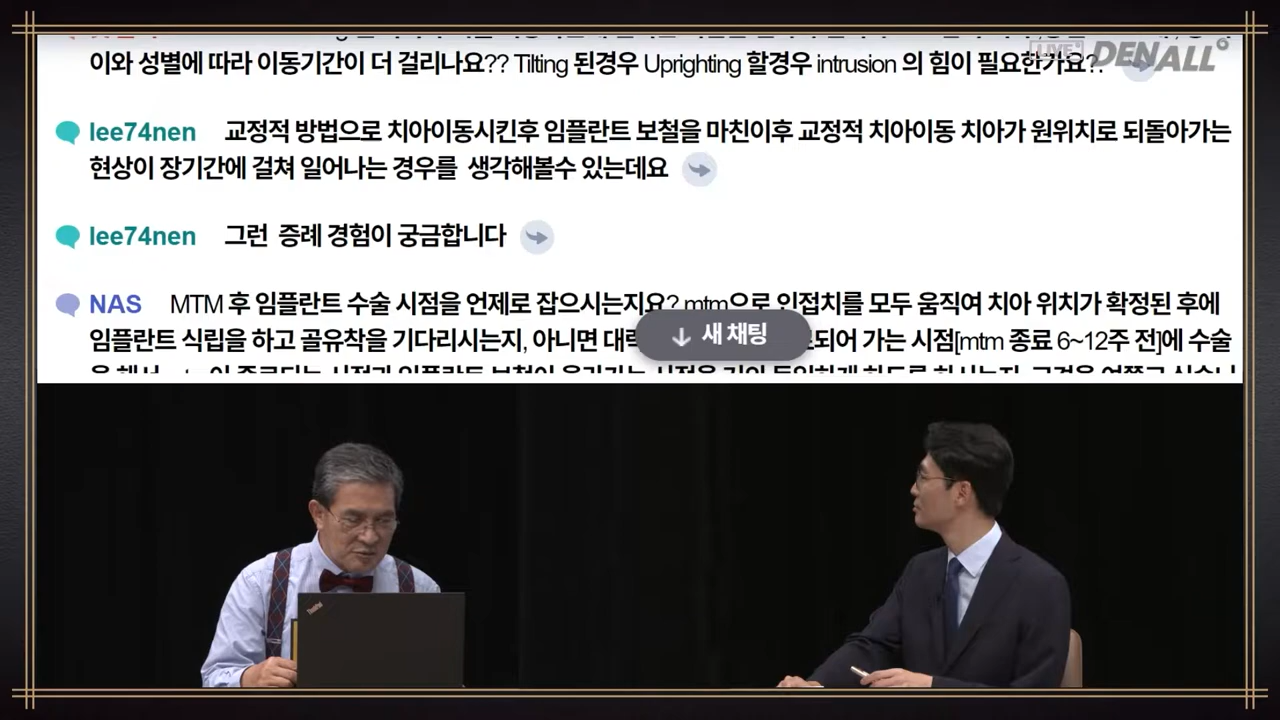 이와 성별에 따라 이동기간이 더 걸리나요?? Tilting 된경우 Uprighting 할경우 intrusion 의 힘이 필요한가요?.
LIVE DENALL
lee74nen 교정적 방법으로 치아이동시킨후 임플란트 보철을 마친이후 교정적 치아이동 치아가 원위치로 되돌아가는
현상이 장기간에 걸쳐 일어나는 경우를 생각해볼수 있는데요
lee74nen 그런 증례 경험이 궁금합니다
NAS MTM 후 임플란트 수술 시점을 언제로 잡으시는지요? mtm으로 인접치를 모두 움직여 치아 위치가 확정된 후에
임플란트 식립을 하고 골유착을 기다리시는지, 아니면 대략 되어 가는 시점[mtm 종료 6~12주 전]에 수술
새 채팅
ThinkPad